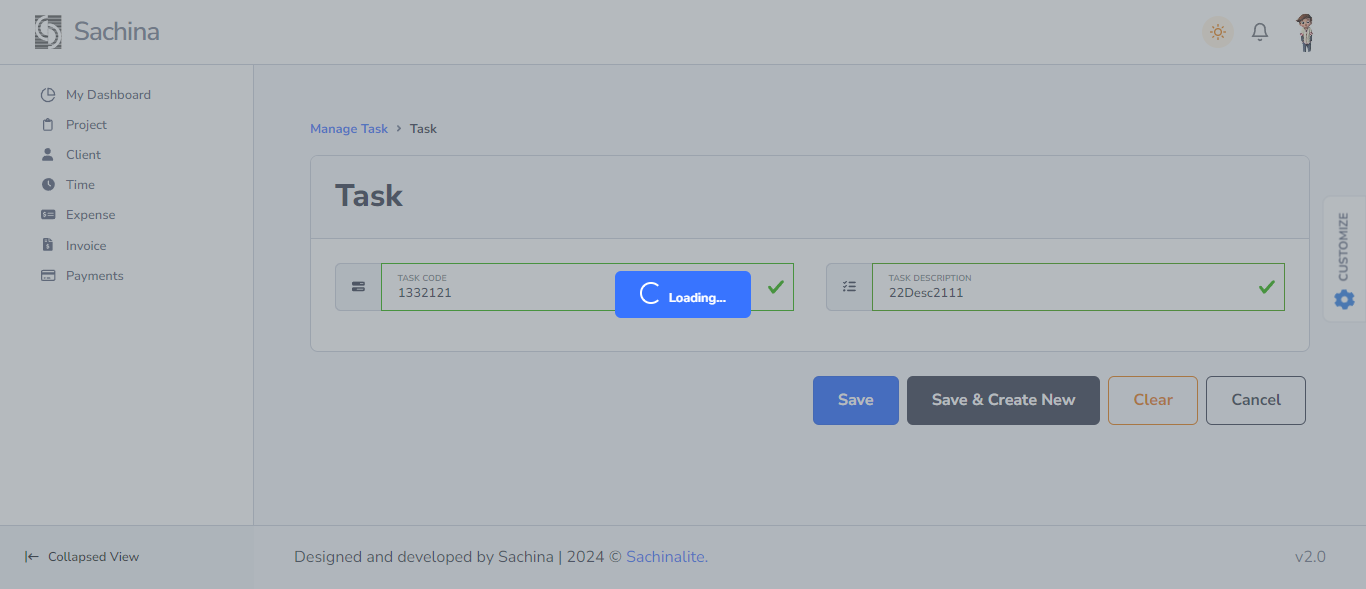 Sachina
My Dashboard
Project
Client
Time
Expense
Invoice
Payments
Manage Task > Task
Task
TASK CODE
1332121
Loading...
TASK DESCRIPTION
22Desc2111
Save
Save & Create New
Clear
Cancel
CUSTOMIZE
Collapsed View
Designed and developed by Sachina | 2024 © Sachinalite.
v2.0